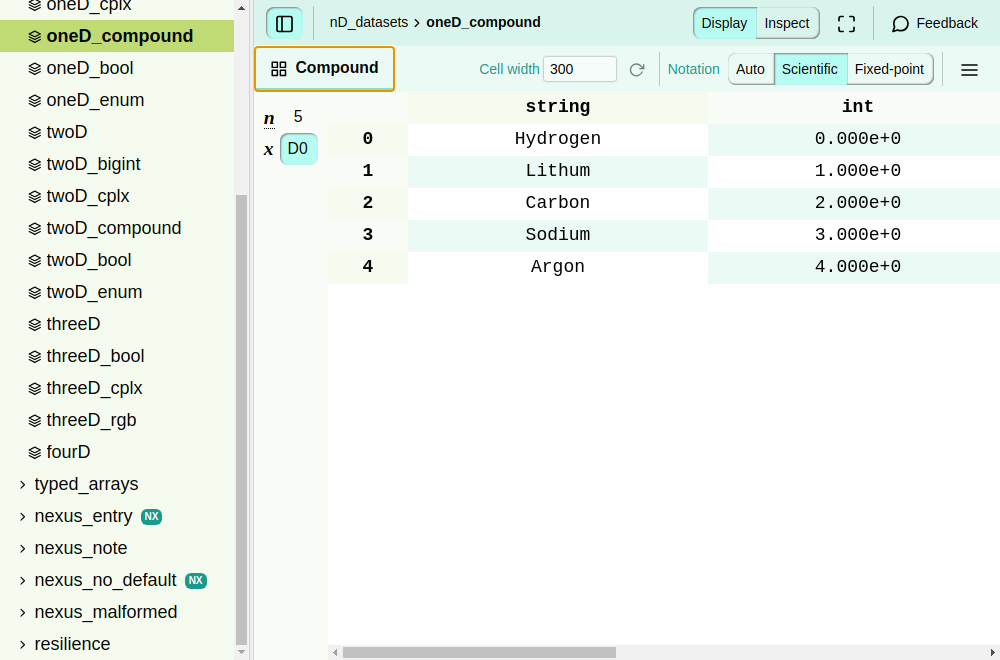 oneD_cplx
oneD_compound
oneD_bool
oneD_enum
twoD
twoD_bigint
twoD_cplx
twoD_compound
twoD_bool
twoD_enum
threeD
threeD_bool
threeD_cplx
threeD_rgb
fourD
typed_arrays
nexus_entry NX
nexus_note
nexus_no_default NX
nexus_malformed
resilience
nD_datasets oneD_compound Display Inspect Feedback
Compound Cell width 300 Notation Auto Scientific Fixed-point
n 5
x D0
string int
0 Hydrogen 0.000e+0
1 Lithum 1.000e+0
2 Carbon 2.000e+0
3 Sodium 3.000e+0
4 Argon 4.000e+0